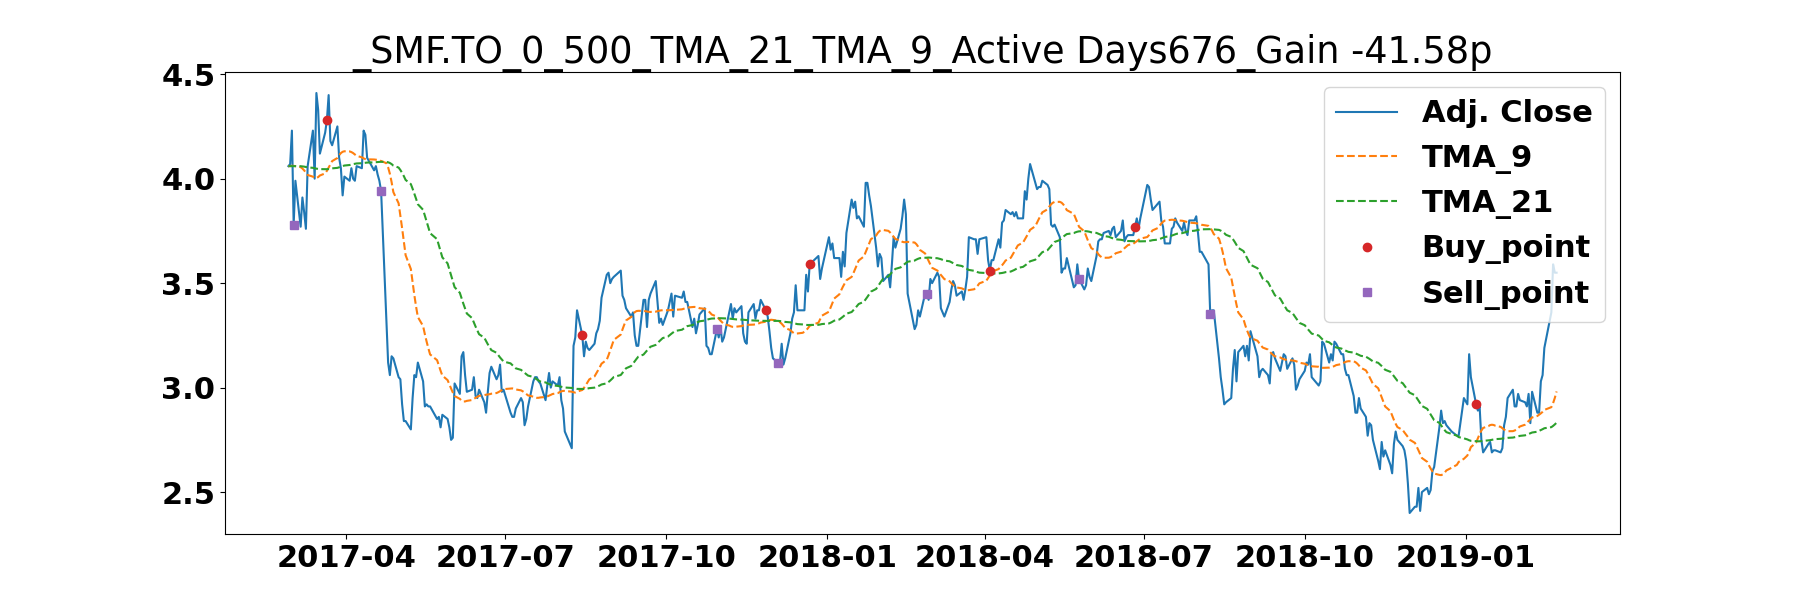 _SMF.TO_0_500_TMA_21_TMA_9_Active Days676_Gain -41.58p
4.5
4.0
3.5
3.0
2.5
Adj. Close
TMA_9
TMA_21
Buy_point
Sell_point
2017-04 2017-07 2017-10 2018-01 2018-04 2018-07 2018-10 2019-01